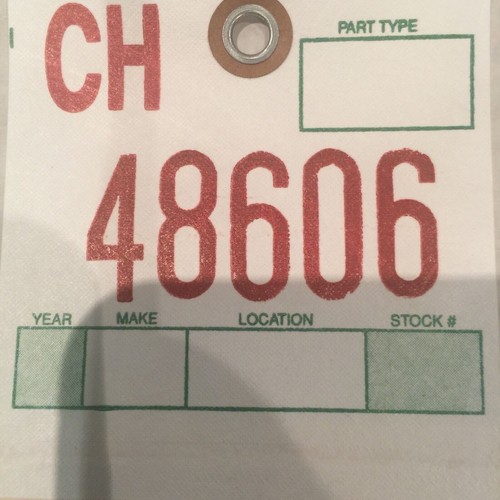 CH
PART TYPE
48606
YEAR MAKE LOCATION STOCK #